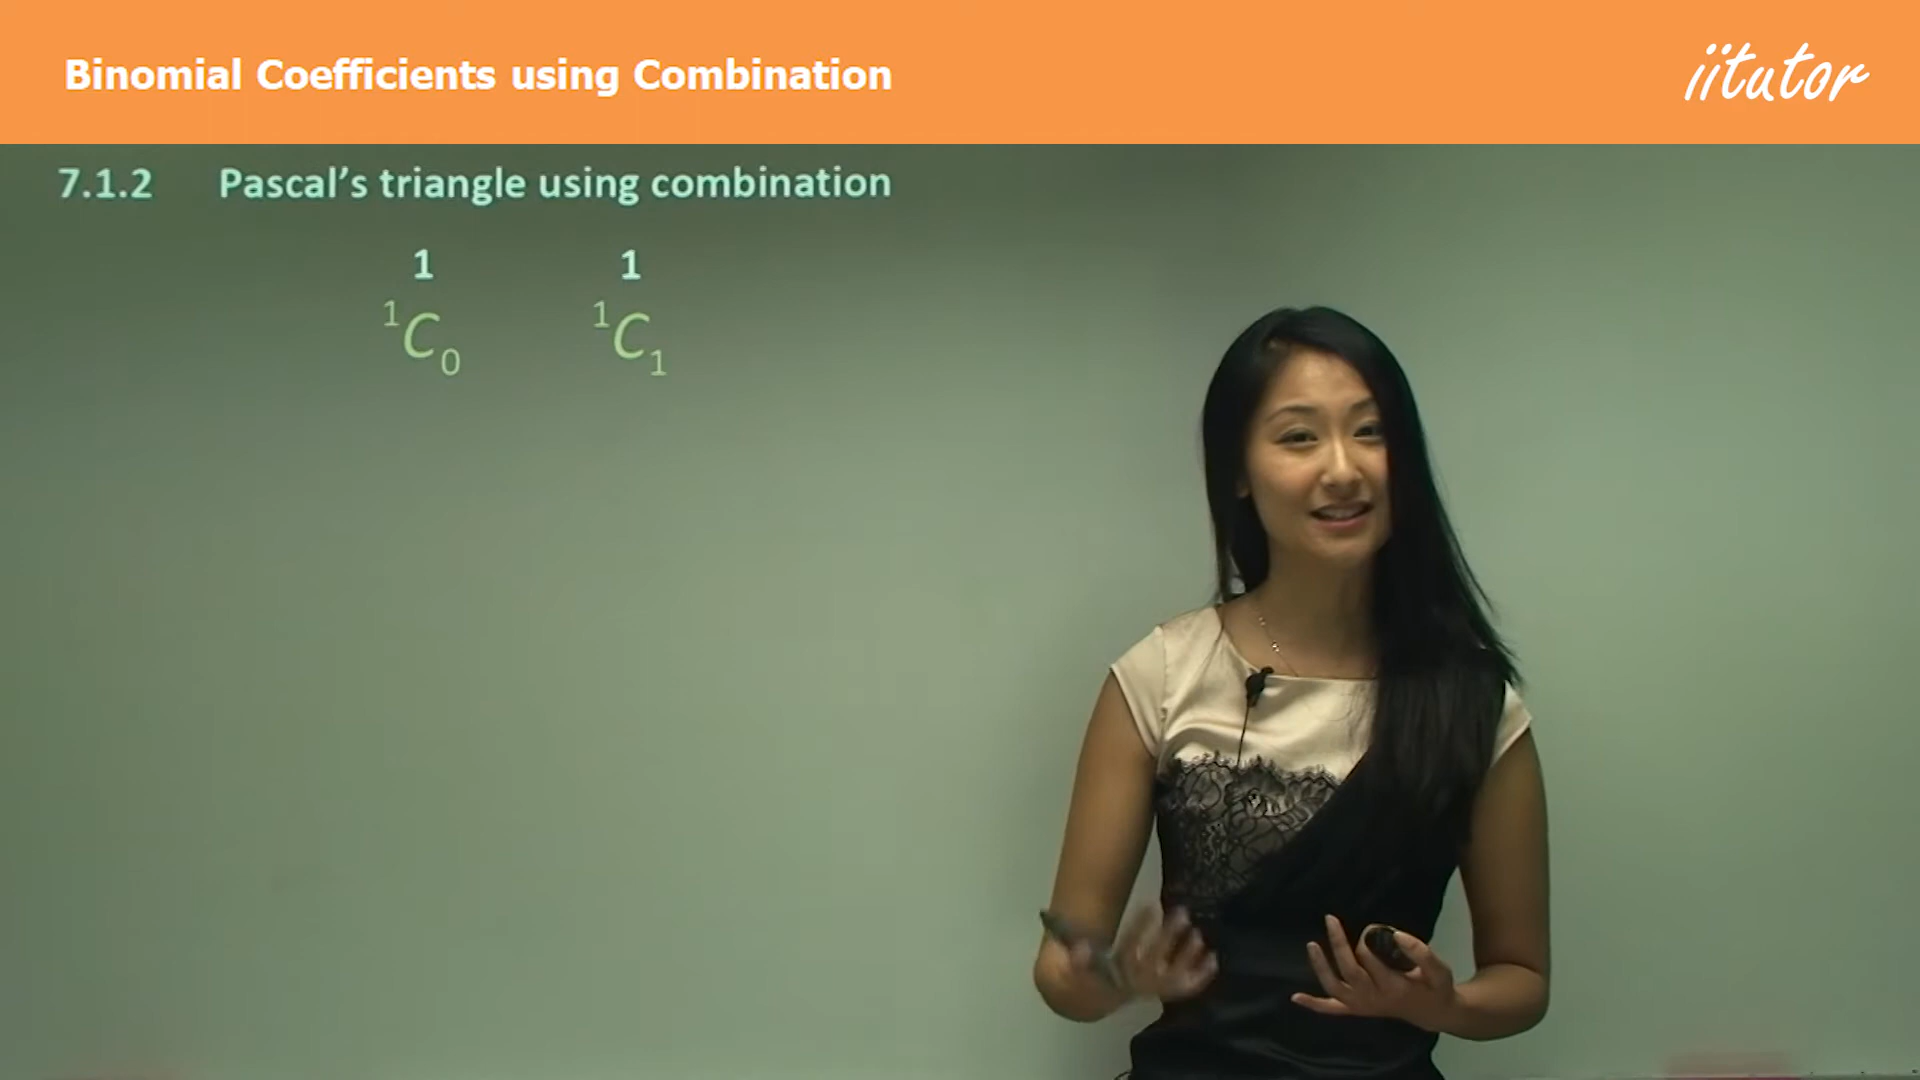 Binomial Coefficients using Combination
iitutor
7.1.2 Pascal's triangle using combination
1 1
¹C₀ ¹C₁